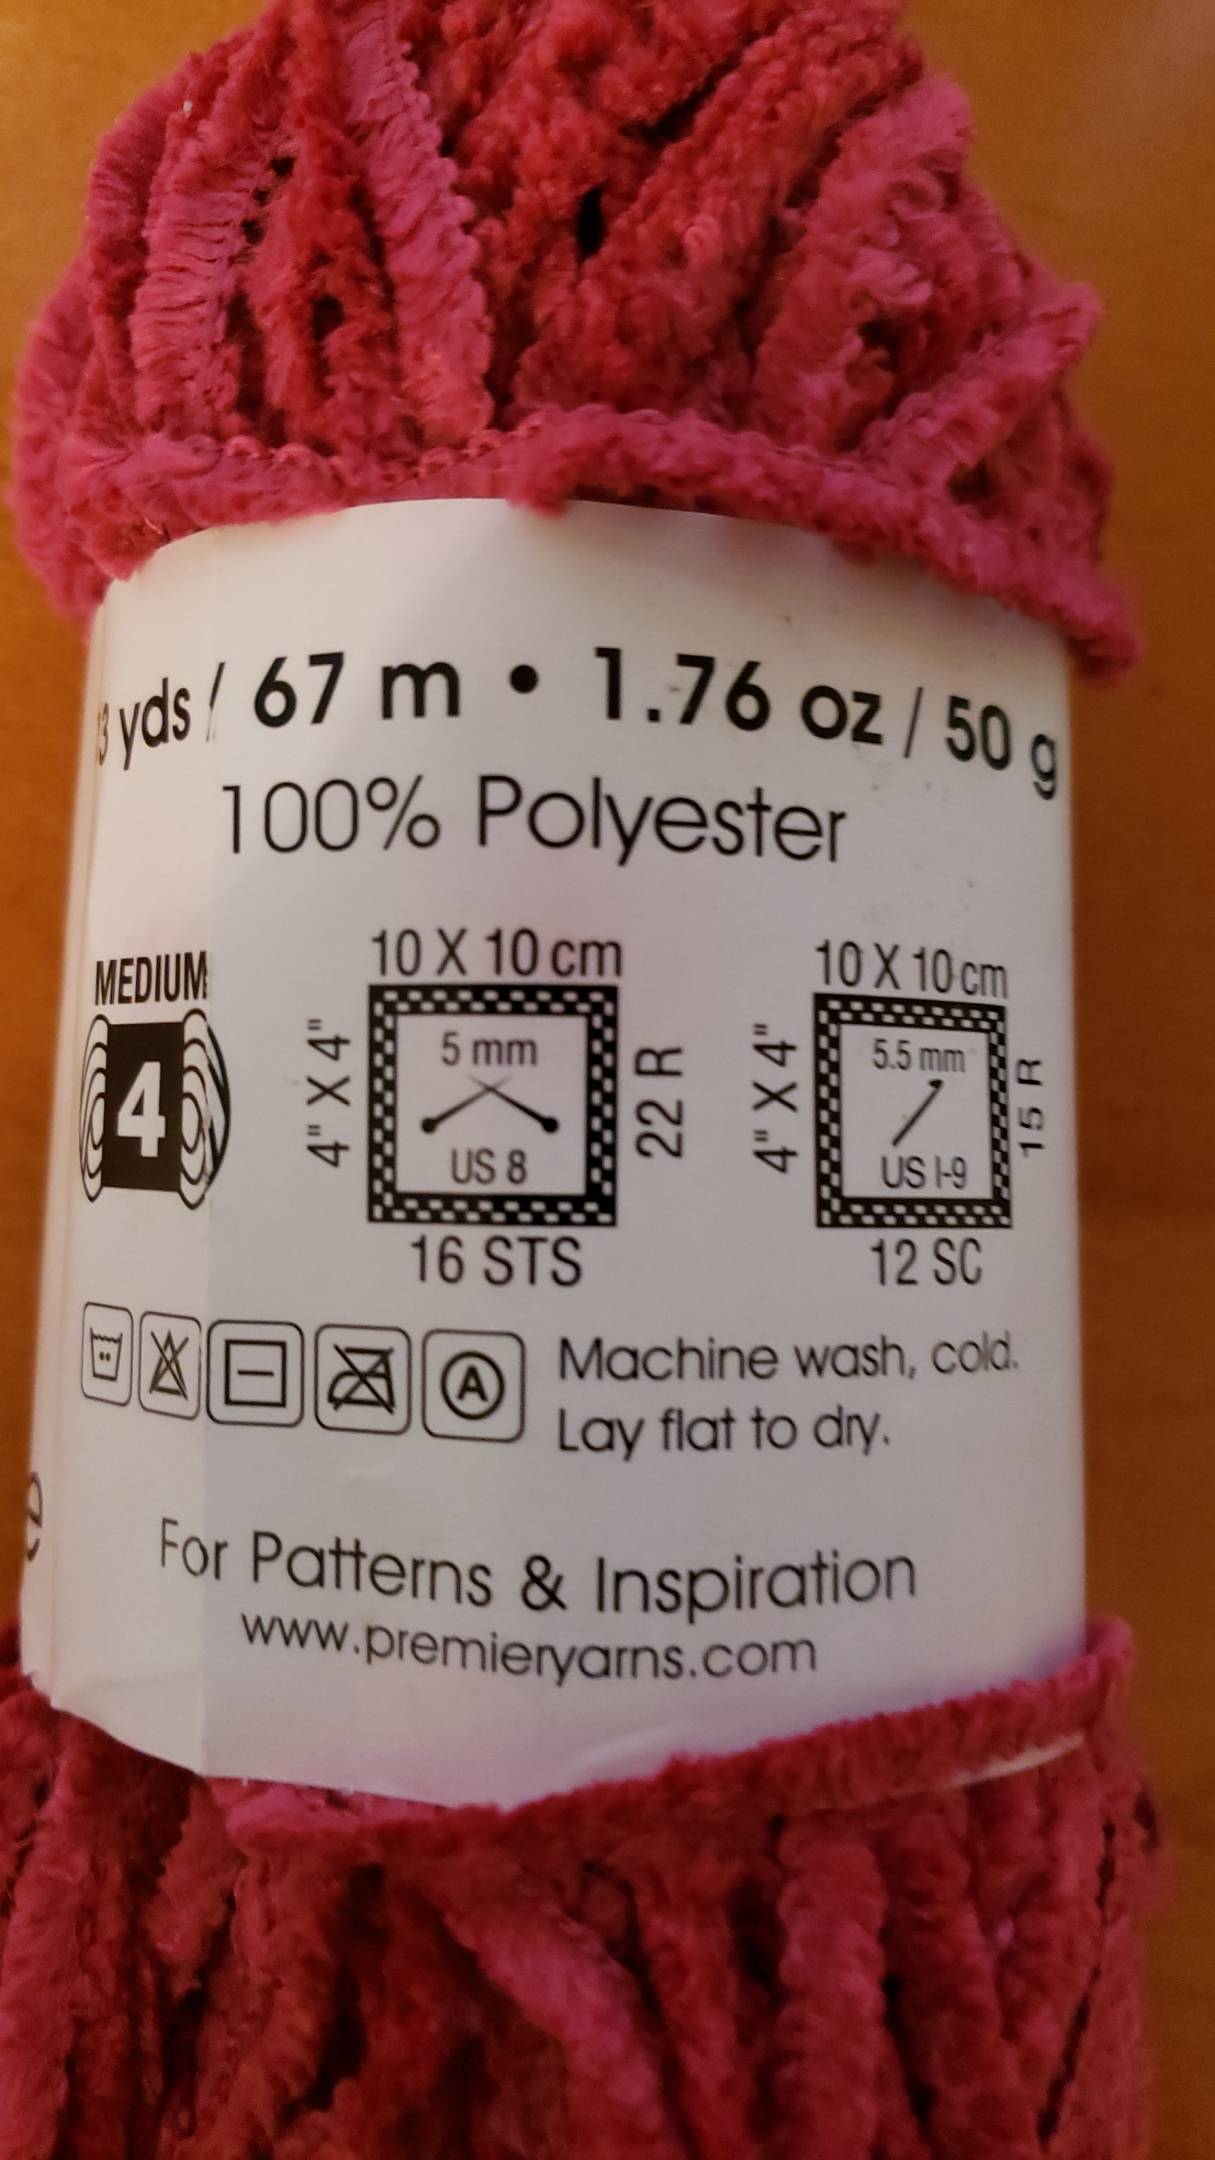 yds / 67 m • 1.76 oz / 50 g
100% Polyester
MEDIUM
4
10 X 10 cm
4" X 4"
5 mm
US 8
22 R
16 STS
10 X 10 cm
4" X 4"
5.5 mm
US I-9
15 R
12 SC
A
Machine wash, cold.
Lay flat to dry.
For Patterns & Inspiration
www.premieryarns.com